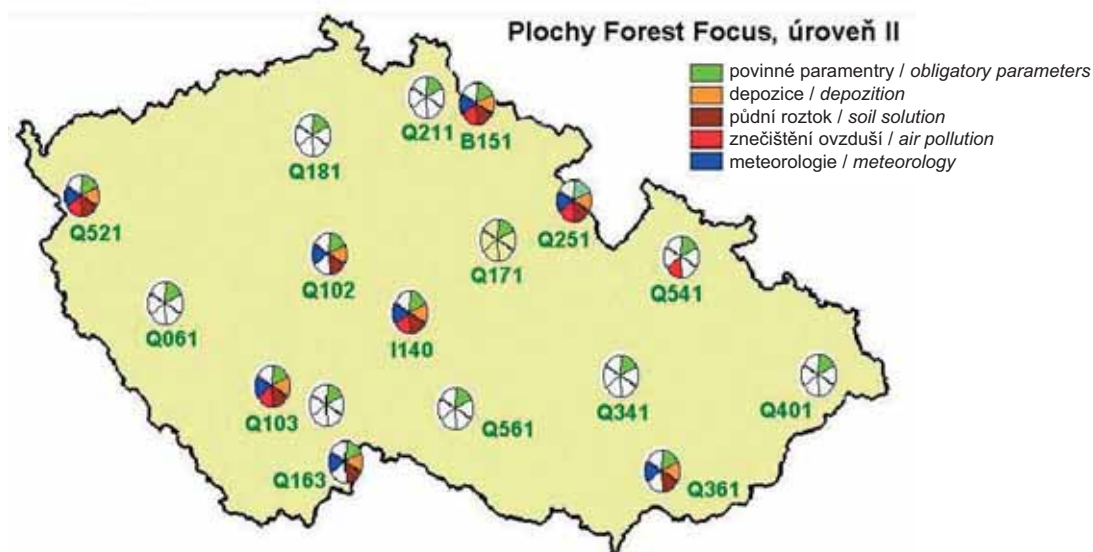 Plochy Forest Focus, úroveň II
povinné paramentry / obligatory parameters
depozice / depozition
půdní roztok / soil solution
znečištění ovzduší / air pollution
meteorologie / meteorology
Q211
B151
Q181
Q521
Q251
Q171
Q102
Q541
Q061
I140
Q103
Q561
Q341
Q401
Q163
Q361